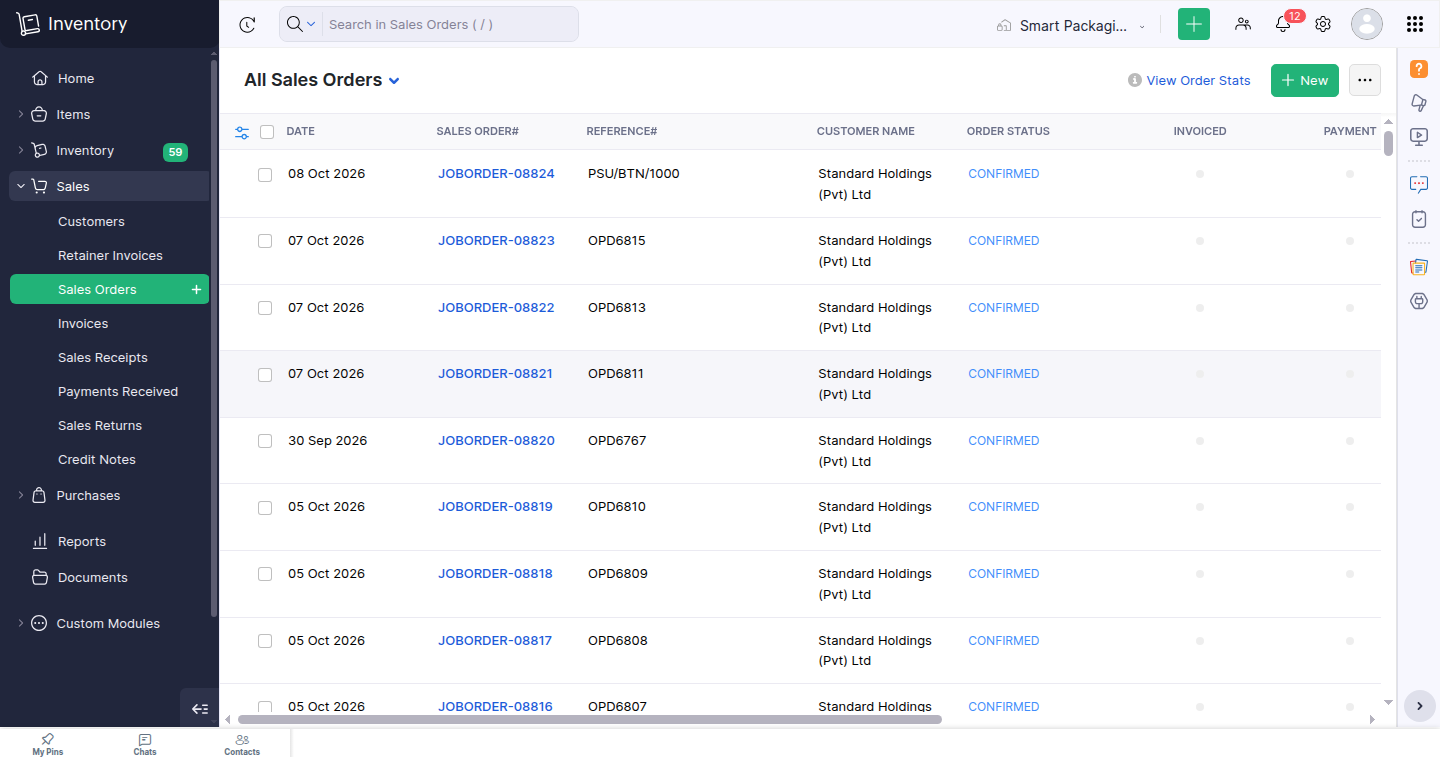 Inventory
Search in Sales Orders ( / )
Smart Packagi...
12
Home
Items
Inventory
59
Sales
Customers
Retainer Invoices
Sales Orders
Invoices
Sales Receipts
Payments Received
Sales Returns
Credit Notes
Purchases
Reports
Documents
Custom Modules
All Sales Orders
View Order Stats
New
DATE SALES ORDER# REFERENCE# CUSTOMER NAME ORDER STATUS INVOICED PAYMENT
08 Oct 2026 JOBORDER-08824 PSU/BTN/1000 Standard Holdings CONFIRMED
(Pvt) Ltd
07 Oct 2026 JOBORDER-08823 OPD6815 Standard Holdings CONFIRMED
(Pvt) Ltd
07 Oct 2026 JOBORDER-08822 OPD6813 Standard Holdings CONFIRMED
(Pvt) Ltd
07 Oct 2026 JOBORDER-08821 OPD6811 Standard Holdings CONFIRMED
(Pvt) Ltd
30 Sep 2026 JOBORDER-08820 OPD6767 Standard Holdings CONFIRMED
(Pvt) Ltd
05 Oct 2026 JOBORDER-08819 OPD6810 Standard Holdings CONFIRMED
(Pvt) Ltd
05 Oct 2026 JOBORDER-08818 OPD6809 Standard Holdings CONFIRMED
(Pvt) Ltd
05 Oct 2026 JOBORDER-08817 OPD6808 Standard Holdings CONFIRMED
(Pvt) Ltd
05 Oct 2026 JOBORDER-08816 OPD6807 Standard Holdings CONFIRMED
My Pins
Chats
Contacts